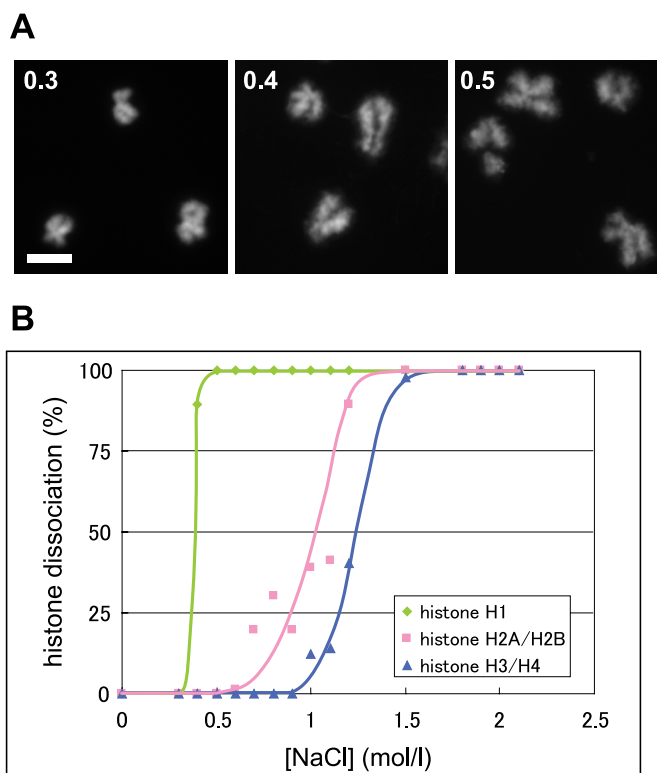 A
0.3 0.4 0.5
B
100
75
50
25
0
0 0.5 1 1.5 2 2.5
histone dissociation (%)
[NaCl] (mol/l)
histone H1
histone H2A/H2B
histone H3/H4